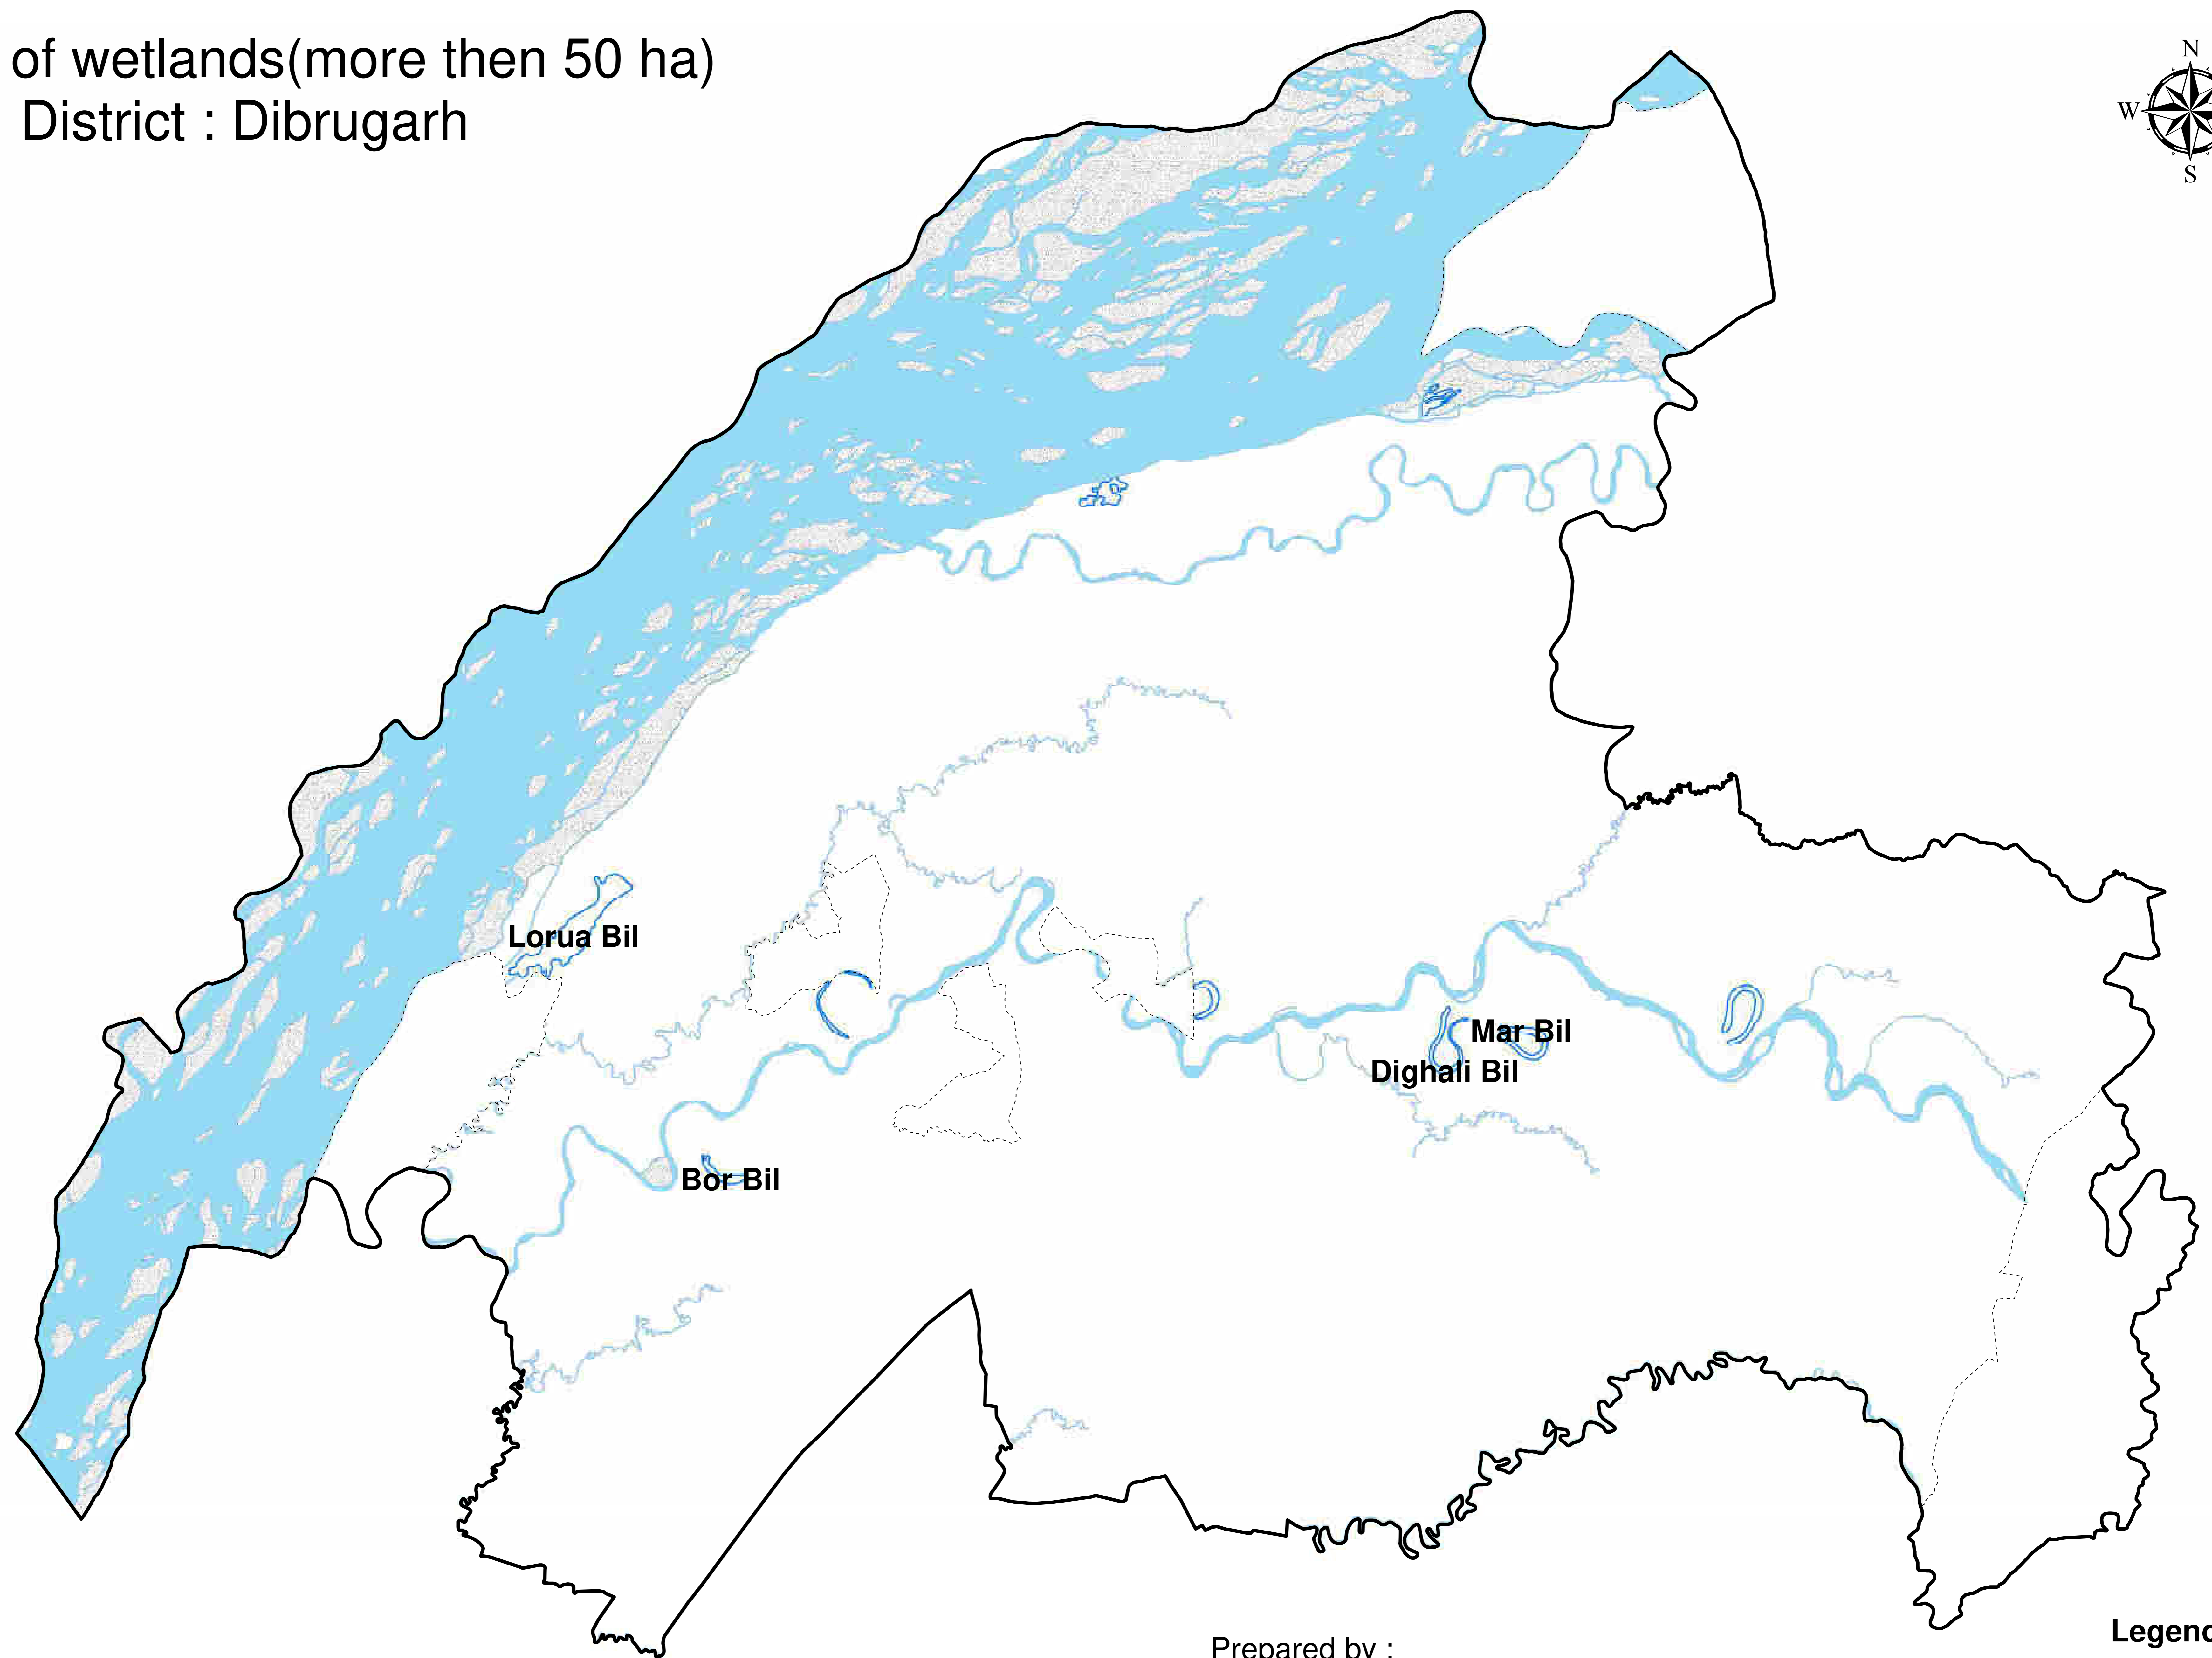 of wetlands(more then 50 ha)
District : Dibrugarh
N
W
S
Lorua Bil
Mar Bil
Dighali Bil
Bor Bil
Prepared by :
Legend